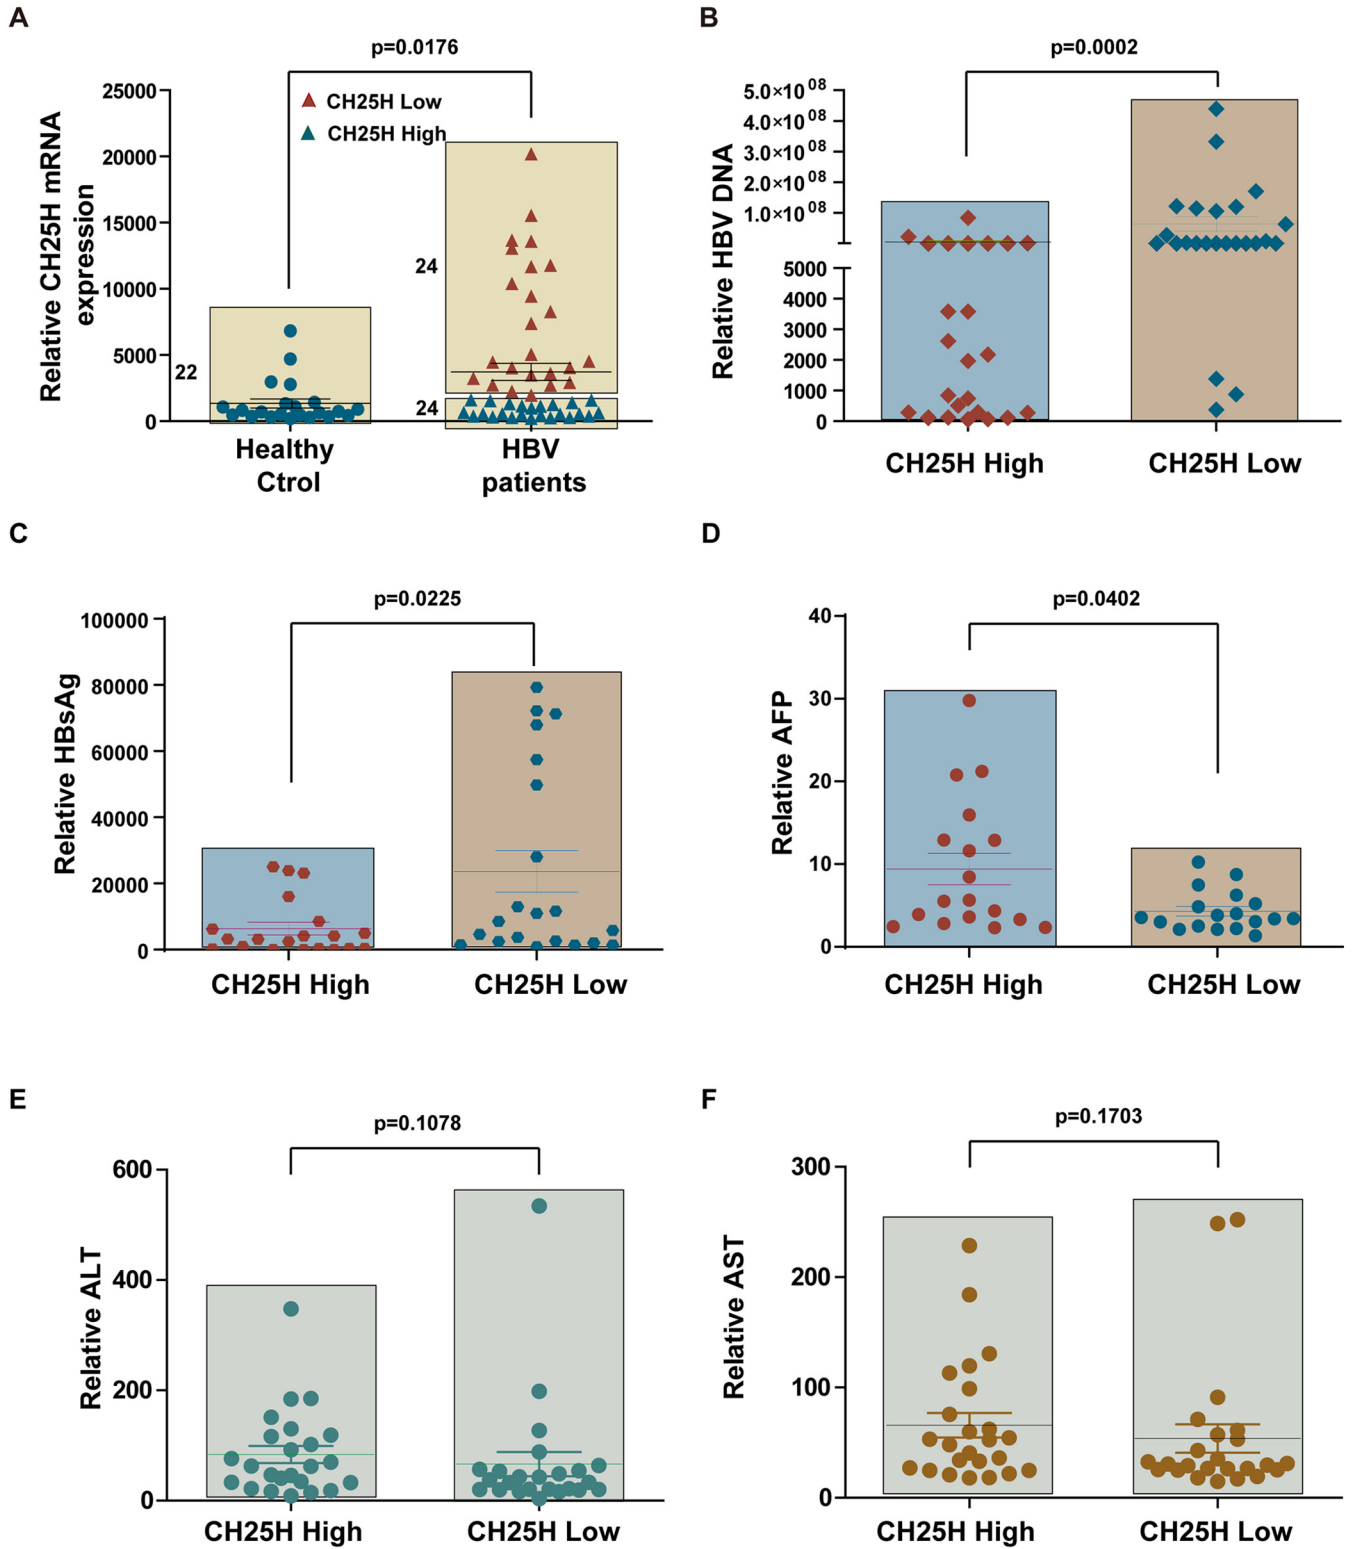 A
p=0.0176
Relative CH25H mRNA
expression
25000
20000
15000
10000
5000
0
CH25H Low
CH25H High
22
24
24
Healthy
Ctrol
HBV
patients
B
p=0.0002
Relative HBV DNA
5.0×10^08
4.0×10^08
3.0×10^08
2.0×10^08
1.0×10^08
5000
4000
3000
2000
1000
0
CH25H High
CH25H Low
C
p=0.0225
Relative HBsAg
100000
80000
60000
40000
20000
0
CH25H High
CH25H Low
D
p=0.0402
Relative AFP
40
30
20
10
0
CH25H High
CH25H Low
E
p=0.1078
Relative ALT
600
400
200
0
CH25H High
CH25H Low
F
p=0.1703
Relative AST
300
200
100
0
CH25H High
CH25H Low